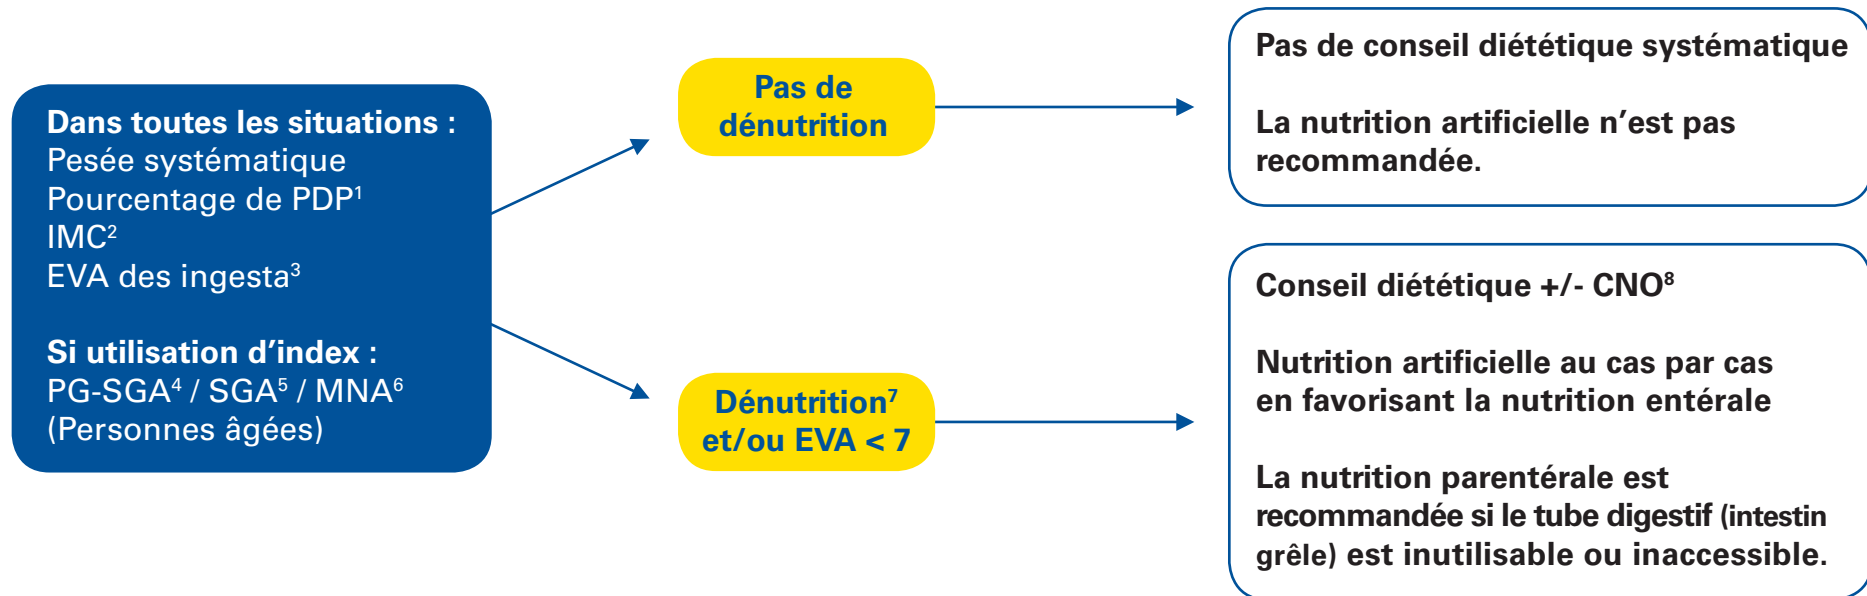 Dans toutes les situations :
Pesée systématique
Pourcentage de PDP¹
IMC²
EVA des ingesta³
Si utilisation d’index :
PG-SGA⁴ / SGA⁵ / MNA⁶
(Personnes âgées)
Pas de
dénutrition
Pas de conseil diététique systématique
La nutrition artificielle n’est pas
recommandée.
Dénutrition⁷
et/ou EVA < 7
Conseil diététique +/- CNO⁸
Nutrition artificielle au cas par cas
en favorisant la nutrition entérale
La nutrition parentérale est
recommandée si le tube digestif (intestin
grêle) est inutilisable ou inaccessible.